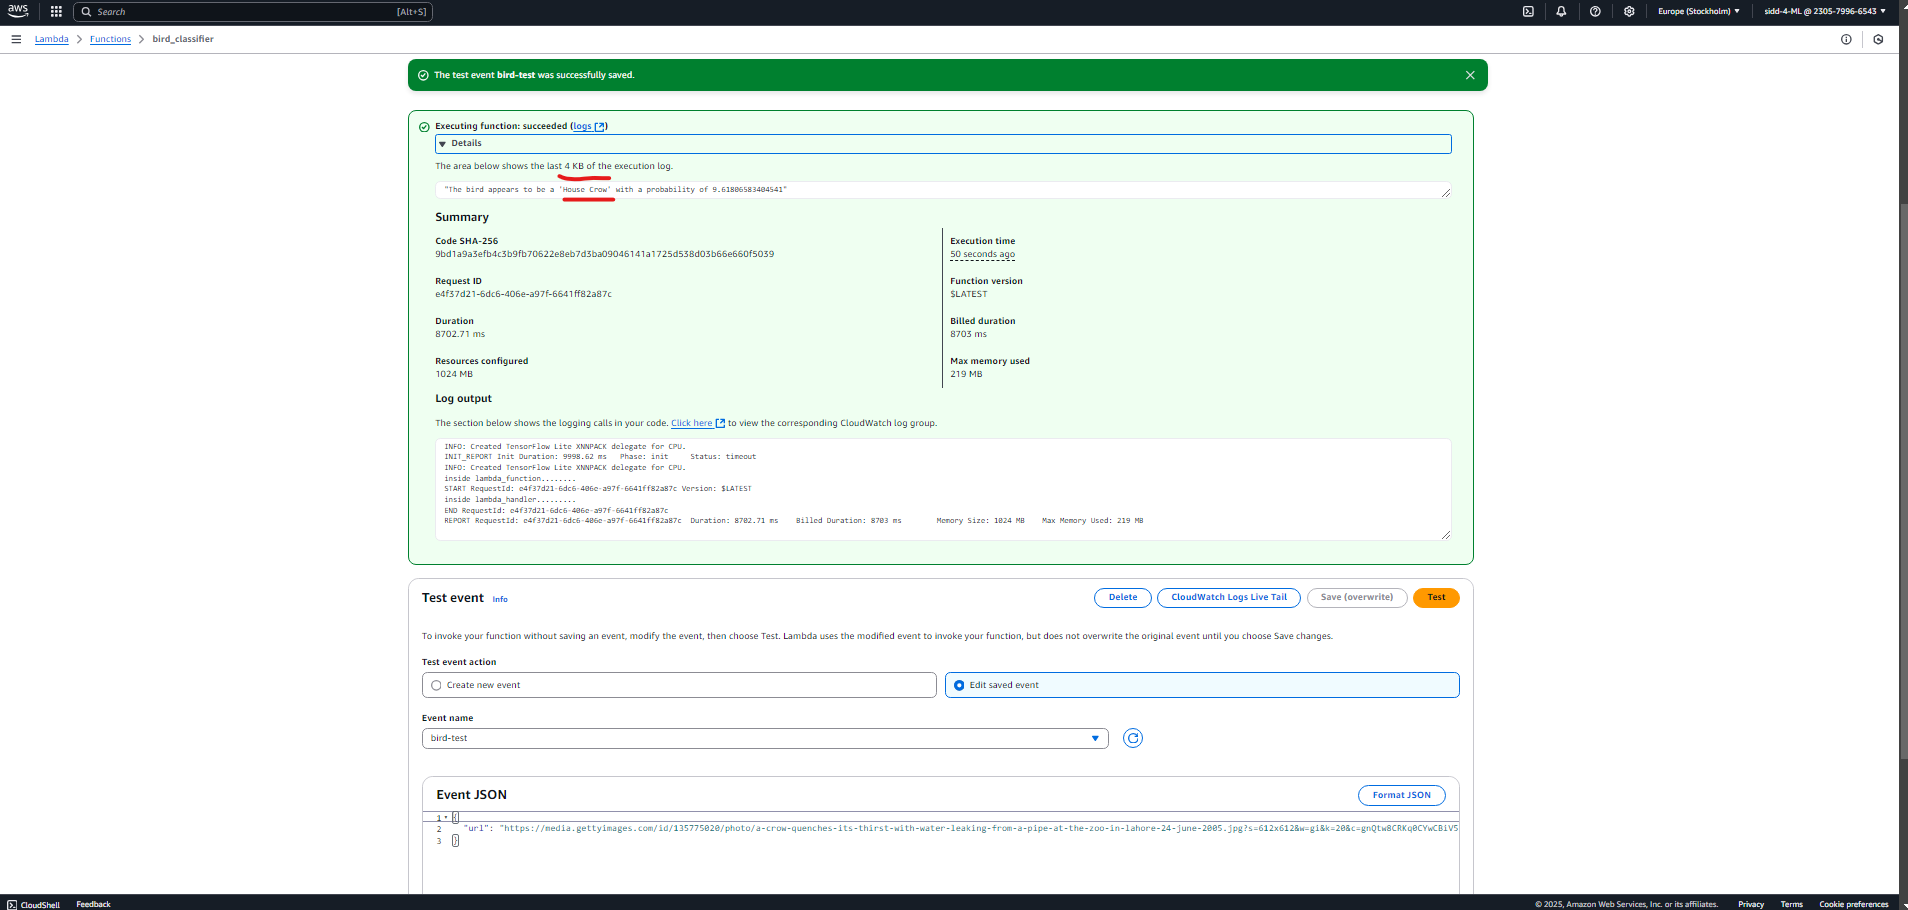 aws Search [Alt+S] Europe (Stockholm) sidd-4-ML @ 2305-7996-6543
Lambda Functions bird_classifier
The test event bird-test was successfully saved.
Executing function: succeeded (logs)
Details
The area below shows the last 4 KB of the execution log.
"The bird appears to be a 'House Crow' with a probability of 9.61806583404541"
Summary
Code SHA-256
9bd1a9a3efb4c3b9fb70622e8eb7d3ba09046141a1725d538d03b66e660f5039
Execution time
50 seconds ago
Request ID
e4f37d21-6dc6-406e-a97f-6641ff82a87c
Function version
$LATEST
Duration
8702.71 ms
Billed duration
8703 ms
Resources configured
1024 MB
Max memory used
219 MB
Log output
The section below shows the logging calls in your code. Click here to view the corresponding CloudWatch log group.
INFO: Created TensorFlow Lite XNNPACK delegate for CPU.
INIT_REPORT Init Duration: 9998.62 ms Phase: init Status: timeout
INFO: Created TensorFlow Lite XNNPACK delegate for CPU.
inside lambda_function........
START RequestId: e4f37d21-6dc6-406e-a97f-6641ff82a87c Version: $LATEST
inside lambda_handler.........
END RequestId: e4f37d21-6dc6-406e-a97f-6641ff82a87c
REPORT RequestId: e4f37d21-6dc6-406e-a97f-6641ff82a87c Duration: 8702.71 ms Billed Duration: 8703 ms Memory Size: 1024 MB Max Memory Used: 219 MB
Test event Info Delete CloudWatch Logs Live Tail Save (overwrite) Test
To invoke your function without saving an event, modify the event, then choose Test. Lambda uses the modified event to invoke your function, but does not overwrite the original event until you choose Save changes.
Test event action
Create new event Edit saved event
Event name
bird-test
Event JSON Format JSON
1 {
2 "url": "https://media.gettyimages.com/id/135775020/photo/a-crow-quenches-its-thirst-with-water-leaking-from-a-pipe-at-the-zoo-in-lahore-24-june-2005.jpg?s=612x612&w=gi&k=20&c=gnQtw8CRKq0CYwCBiVS
3 }
CloudShell Feedback © 2025, Amazon Web Services, Inc. or its affiliates. Privacy Terms Cookie preferences